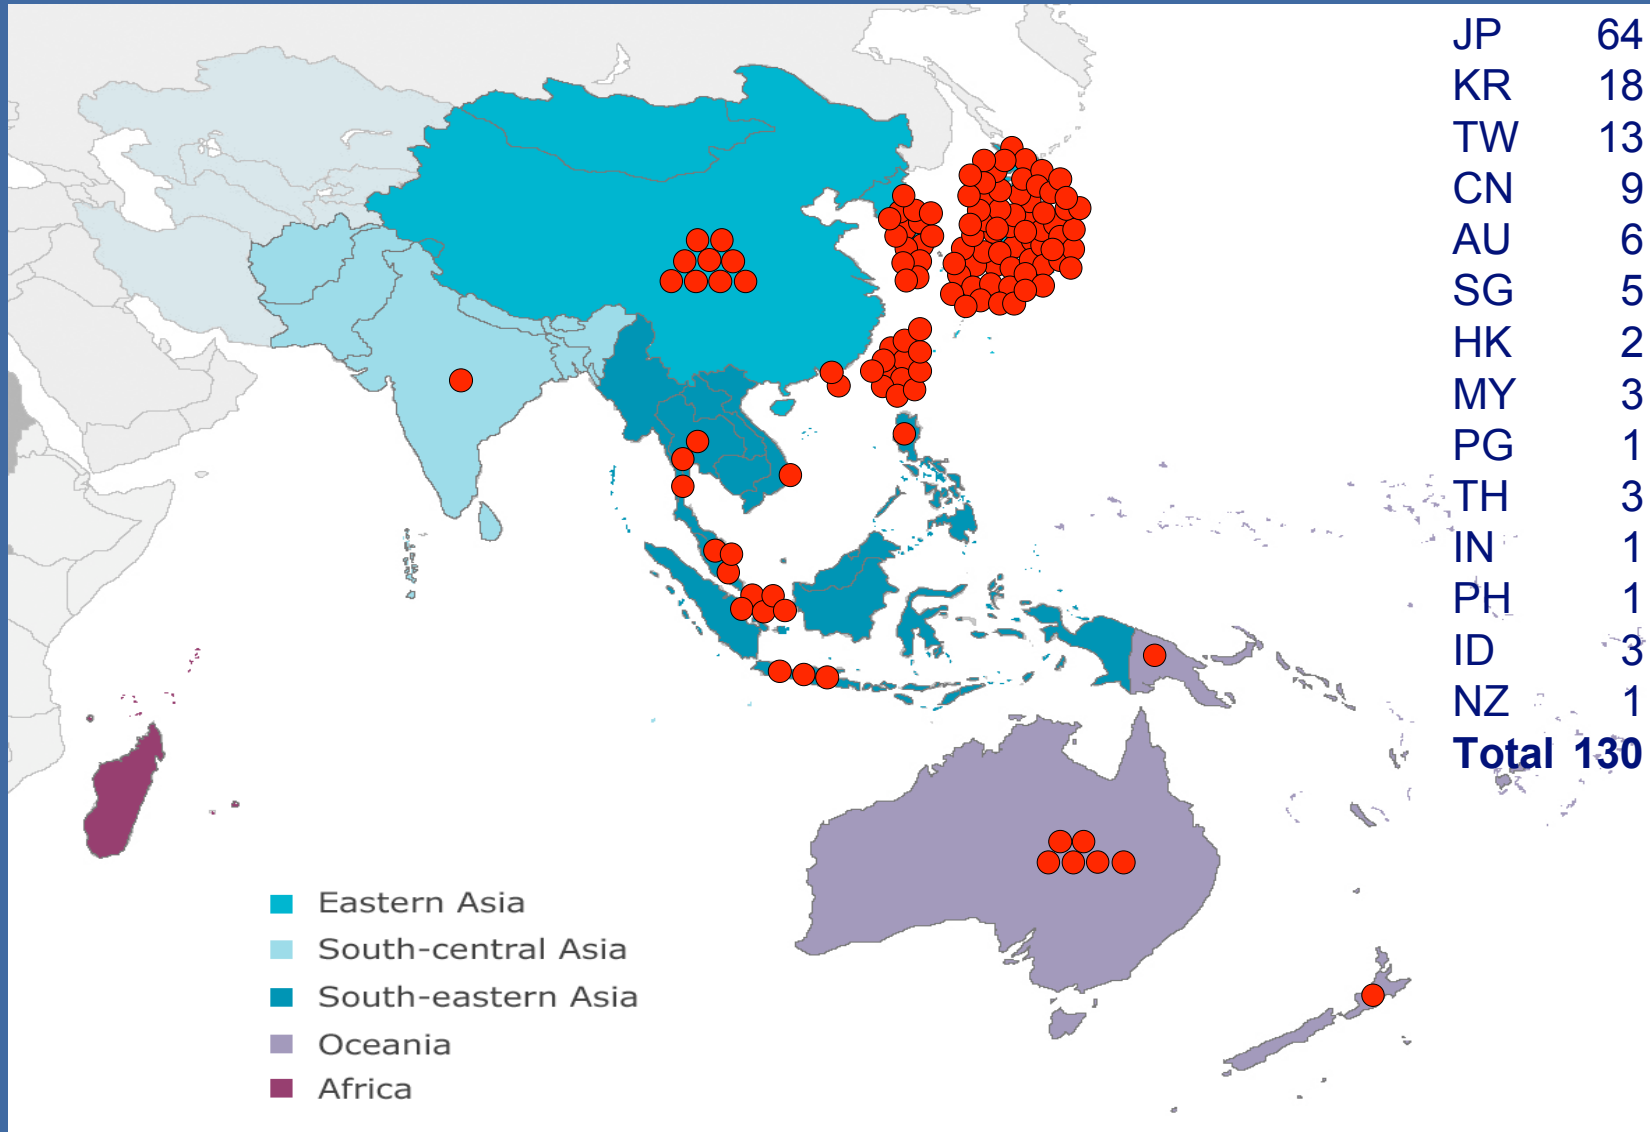 JP 64
KR 18
TW 13
CN 9
AU 6
SG 5
HK 2
MY 3
PG 1
TH 3
IN 1
PH 1
ID 3
NZ 1
Total 130
Eastern Asia
South-central Asia
South-eastern Asia
Oceania
Africa